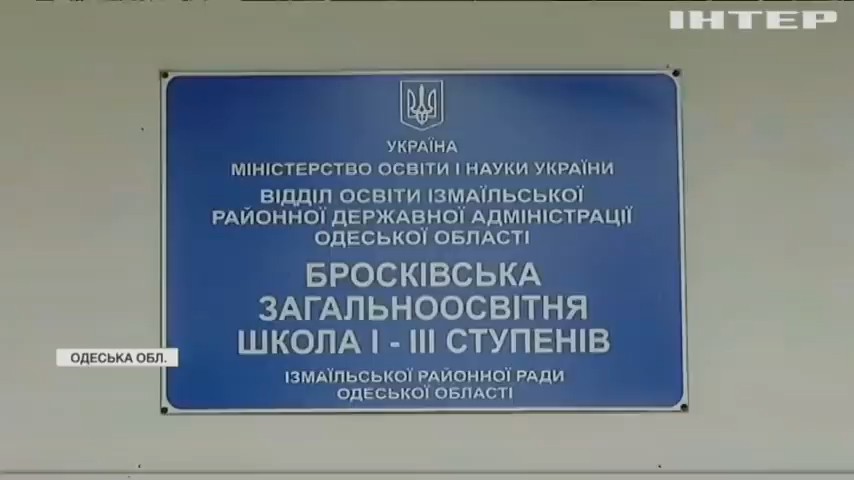 ІНТЕР
УКРАЇНА
МІНІСТЕРСТВО ОСВІТИ І НАУКИ УКРАЇНИ
ВІДДІЛ ОСВІТИ ІЗМАЇЛЬСЬКОЇ
РАЙОННОЇ ДЕРЖАВНОЇ АДМІНІСТРАЦІЇ
ОДЕСЬКОЇ ОБЛАСТІ
БРОСКІВСЬКА
ЗАГАЛЬНООСВІТНЯ
ШКОЛА І - ІІІ СТУПЕНІВ
ІЗМАЇЛЬСЬКОЇ РАЙОННОЇ РАДИ
ОДЕСЬКОЇ ОБЛАСТІ
ОДЕСЬКА ОБЛ.